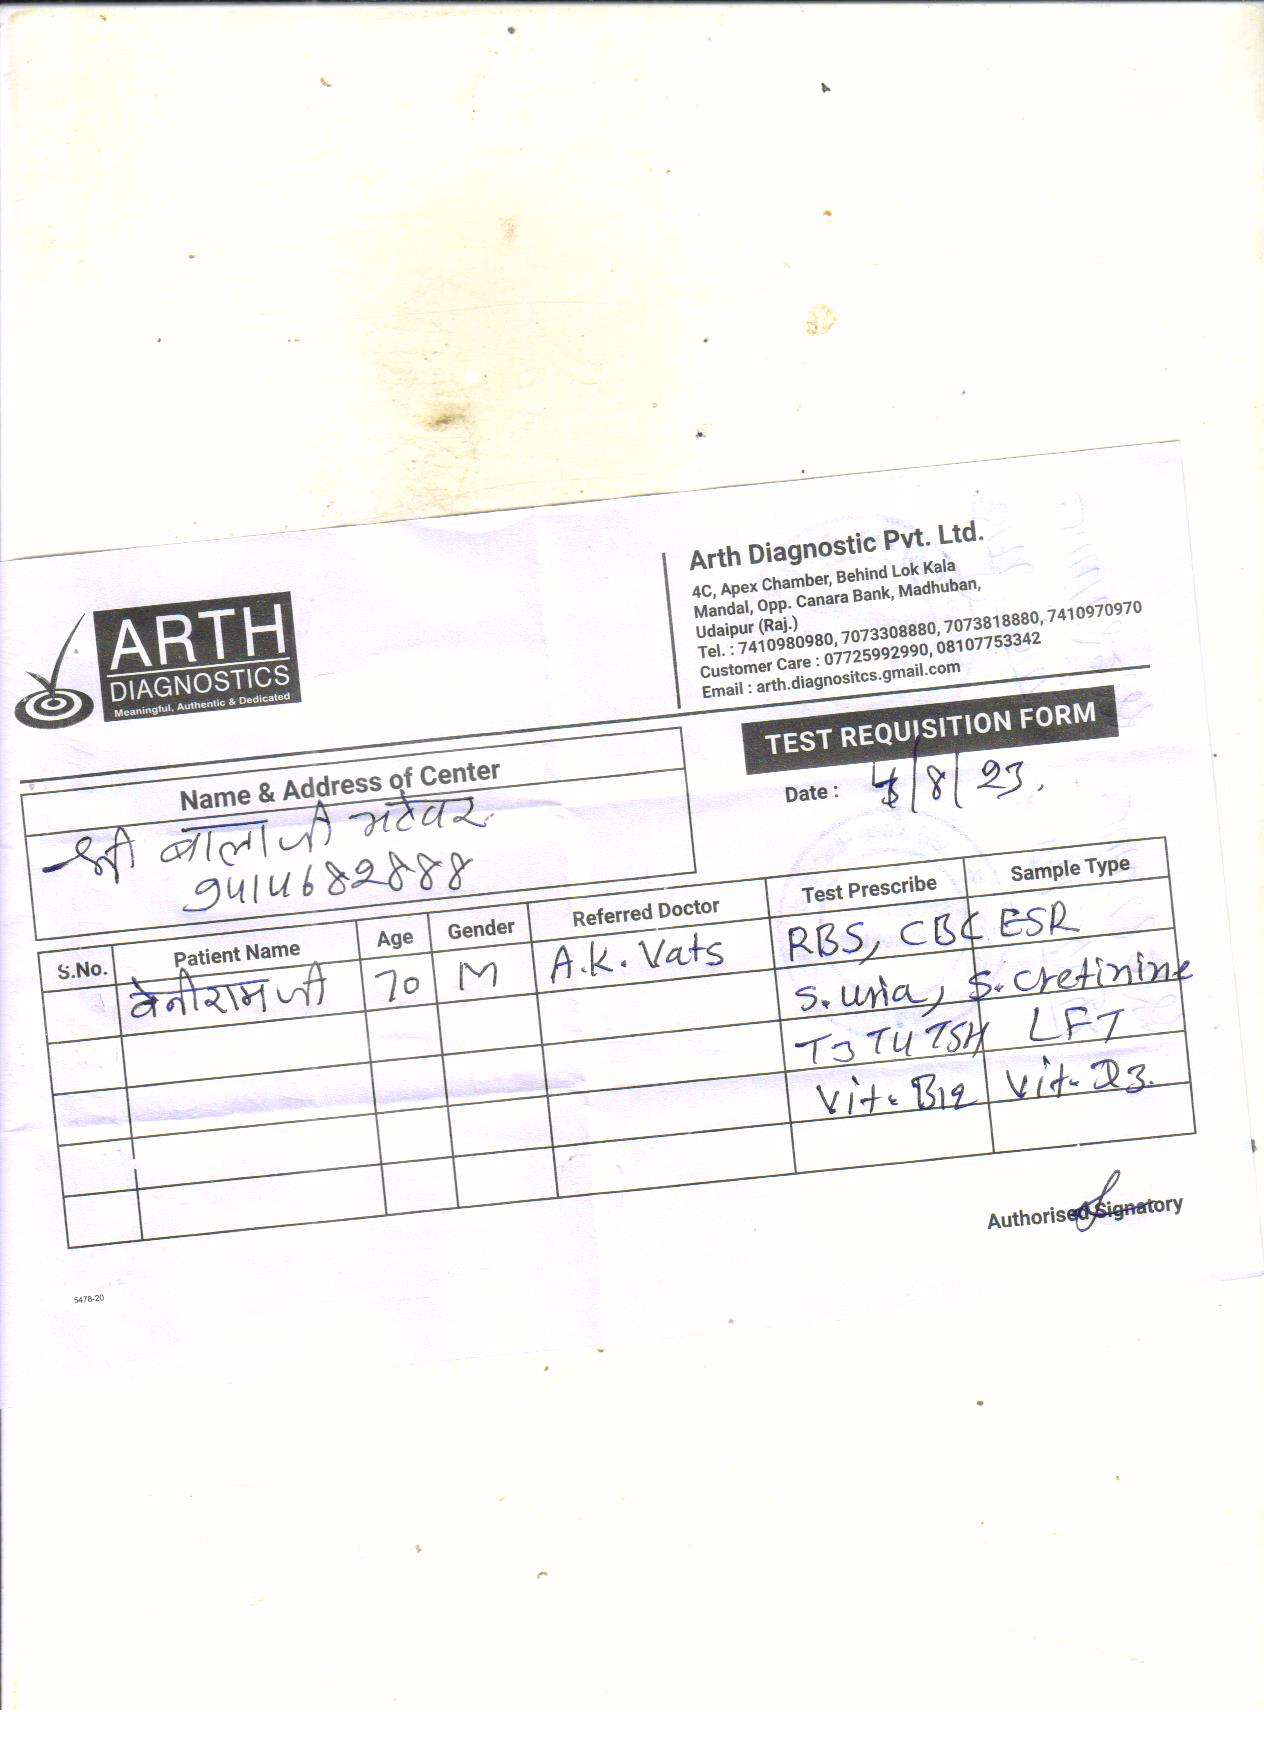 ARTH
DIAGNOSTICS
Meaningful, Authentic & Dedicated
Arth Diagnostic Pvt. Ltd.
4C, Apex Chamber, Behind Lok Kala
Mandal, Opp. Canara Bank, Madhuban,
Udaipur (Raj.)
Tel. : 7410980980, 7073308880, 7073818880, 7410970970
Customer Care : 07725992990, 08107753342
Email : arth.diagnositcs.gmail.com
TEST REQUISITION FORM
Date : 4/8/23.
Name & Address of Center
श्री बालाजी भटेवर
9414682888
S.No. Patient Name Age Gender Referred Doctor Test Prescribe Sample Type
वेनीरामजी 70 M A.K. Vats RBS, CBC ESR
S. uria, S. cretinine
T3 T4 TSH LFT
Vit. B12 Vit. D3.
Authorised Signatory
5478-20